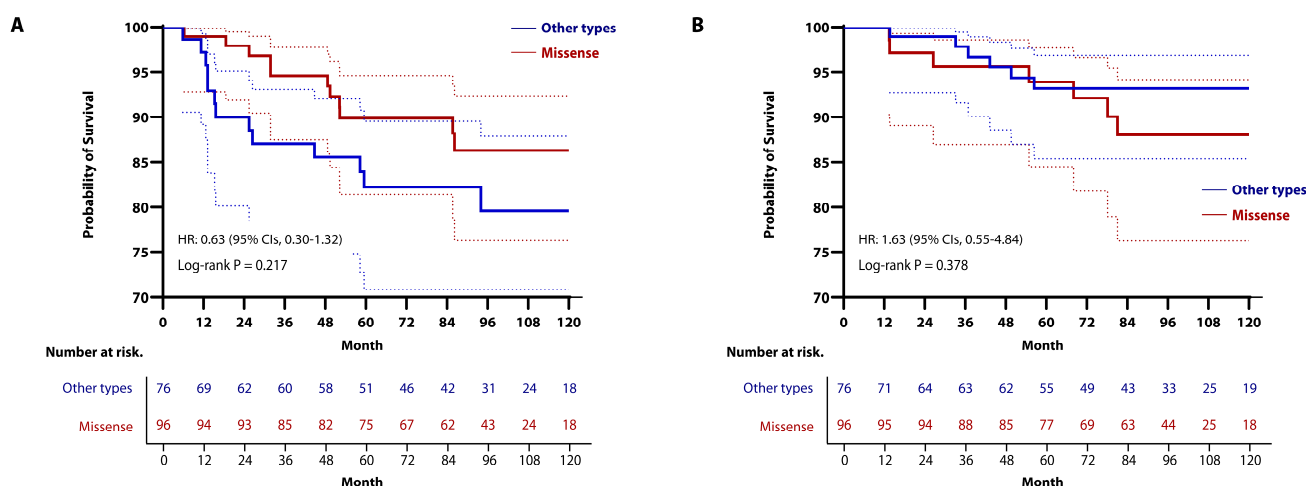 A
Probability of Survival
100
95
90
85
80
75
70
Other types
Missense
HR: 0.63 (95% CIs, 0.30-1.32)
Log-rank P = 0.217
0 12 24 36 48 60 72 84 96 108 120
Month
Number at risk.
Other types 76 69 62 60 58 51 46 42 31 24 18
Missense 96 94 93 85 82 75 67 62 43 24 18
0 12 24 36 48 60 72 84 96 108 120
Month
B
Probability of Survival
100
95
90
85
80
75
70
Other types
Missense
HR: 1.63 (95% CIs, 0.55-4.84)
Log-rank P = 0.378
0 12 24 36 48 60 72 84 96 108 120
Month
Number at risk.
Other types 76 71 64 63 62 55 49 43 33 25 19
Missense 96 95 94 88 85 77 69 63 44 25 18
0 12 24 36 48 60 72 84 96 108 120
Month